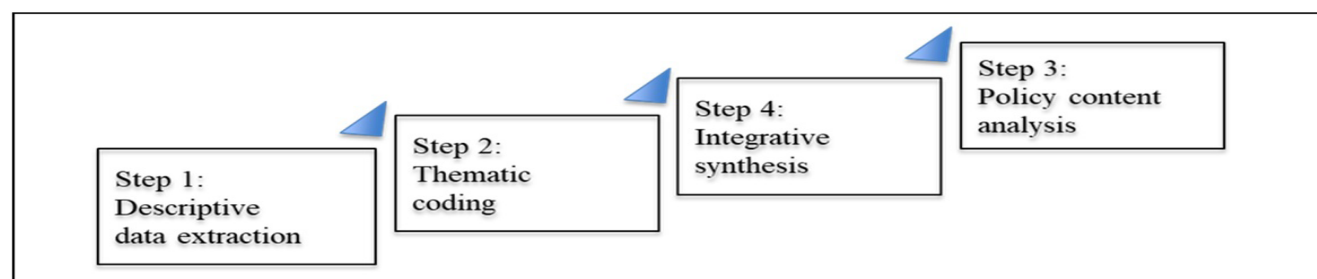 Step 1:
Descriptive
data extraction
Step 2:
Thematic
coding
Step 4:
Integrative
synthesis
Step 3:
Policy content
analysis